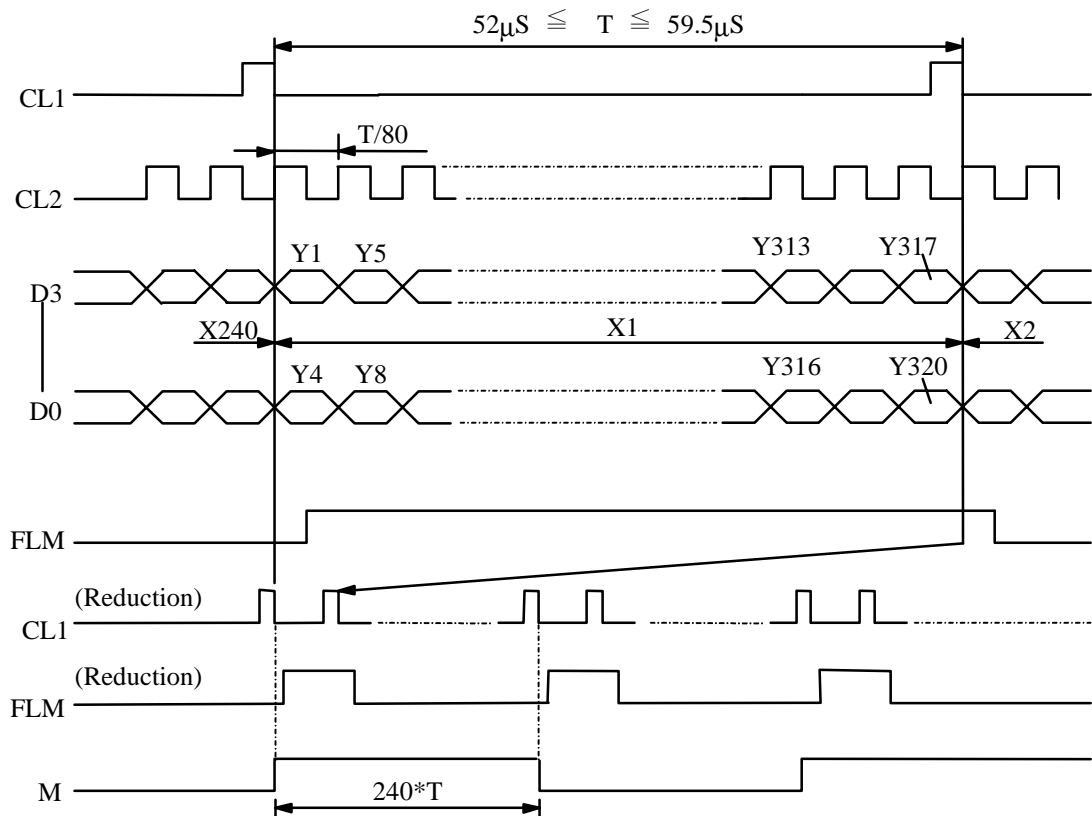 52μS ≦ T ≦ 59.5μS
CL1
T/80
CL2
Y1 Y5 Y313 Y317
D3
X240 X1 X2
Y4 Y8 Y316 Y320
D0
FLM
(Reduction)
CL1
(Reduction)
FLM
M
240*T